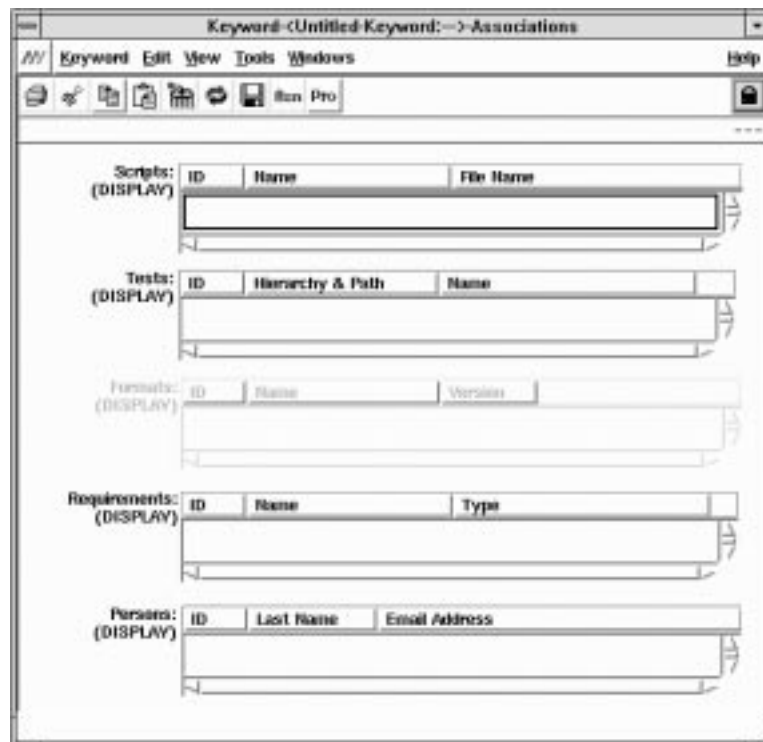 Keyword-<Untitled-Keyword:-->-Associations
Keyword Edit View Tools Windows Help
Run Pro
Scripts: ID Name File Name
(DISPLAY)
Tests: ID Hierarchy & Path Name
(DISPLAY)
Formats: ID Name Version
(DISPLAY)
Requirements: ID Name Type
(DISPLAY)
Persons: ID Last Name Email Address
(DISPLAY)